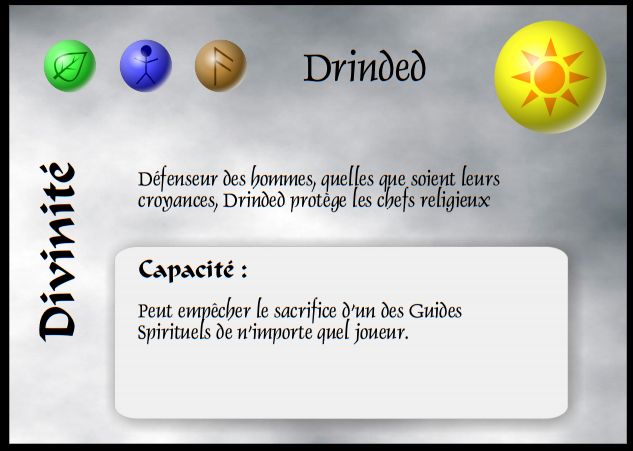 Drinded
Divinité
Défenseur des hommes, quelles que soient leurs
croyances, Drinded protège les chefs religieux
Capacité :
Peut empêcher le sacrifice d'un des Guides
Spirituels de n'importe quel joueur.